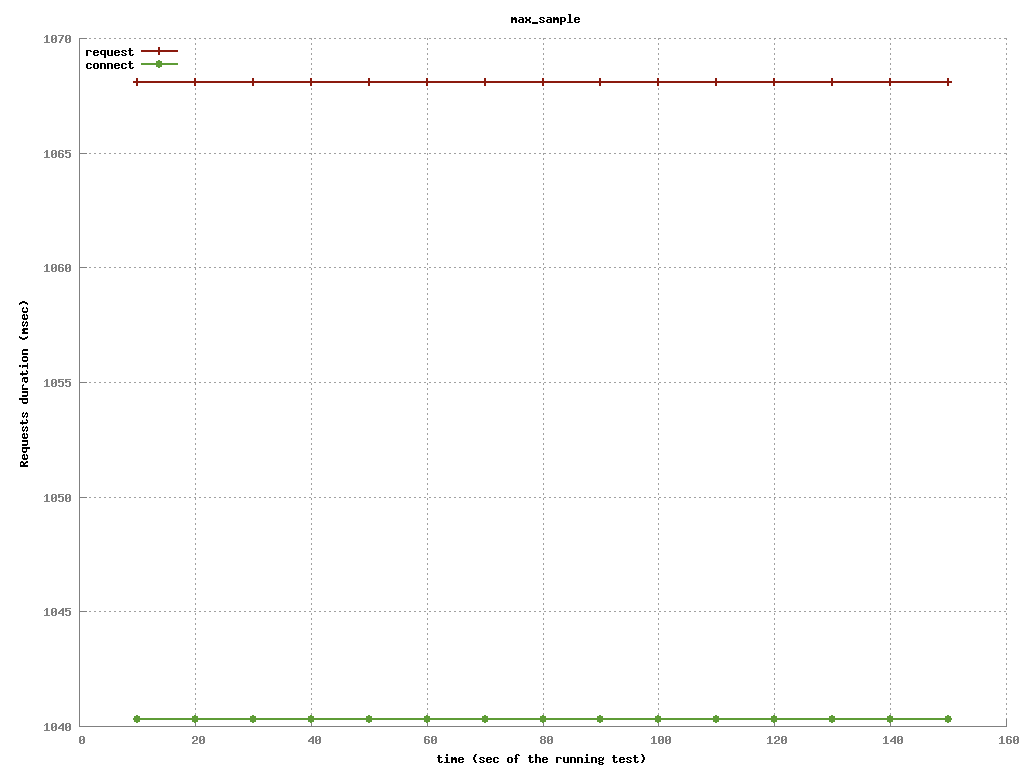 max_sample
1070
request
connect
1065
1060
1055
1050
1045
1040
0 20 40 60 80 100 120 140 160
Requests duration (msec)
time (sec of the running test)